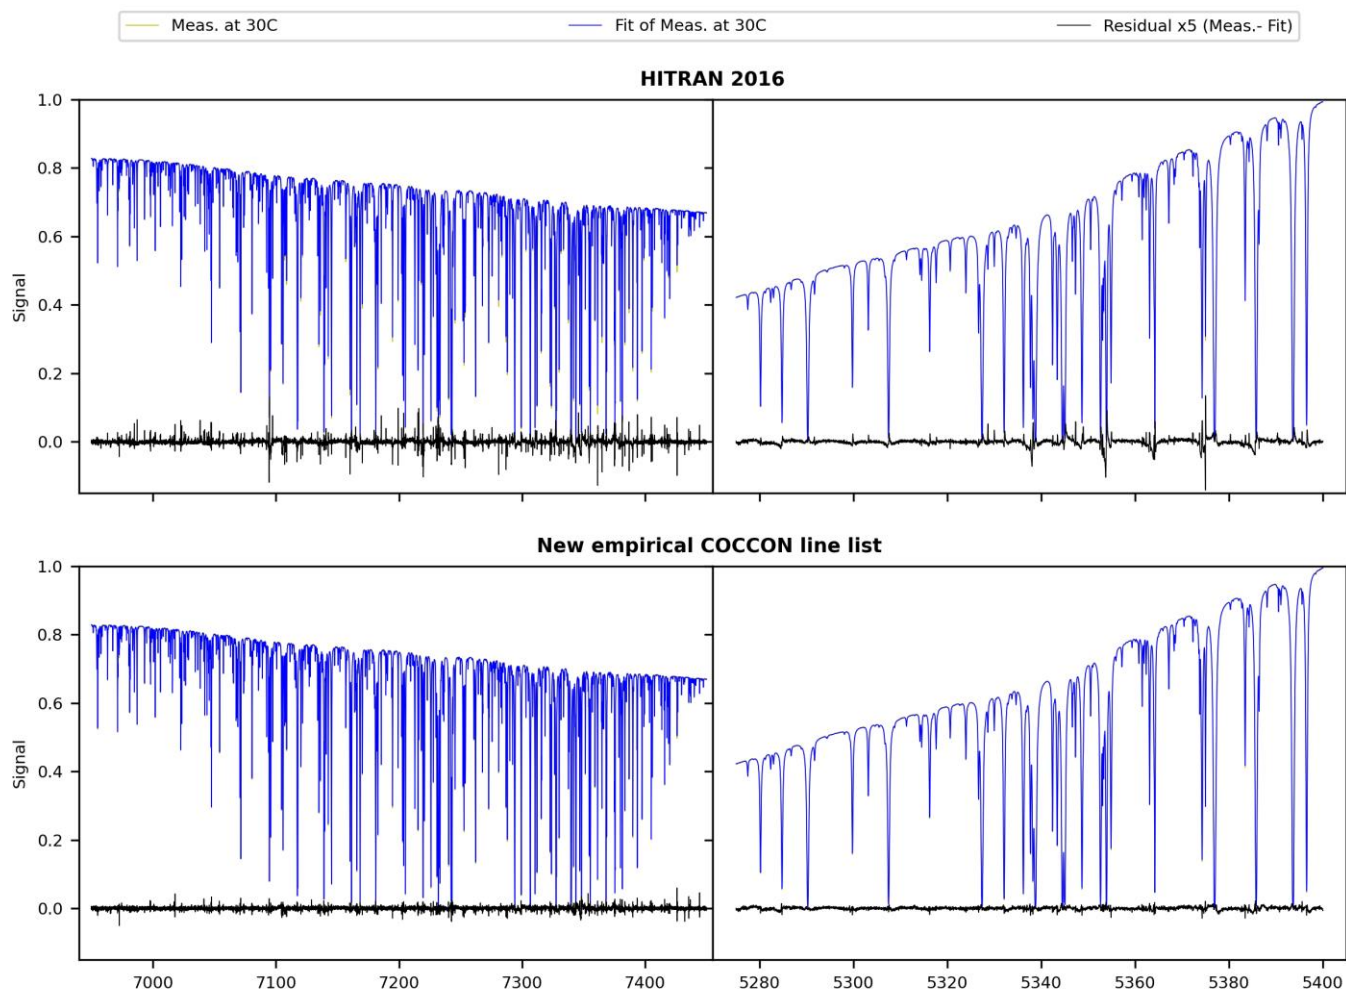 Meas. at 30C Fit of Meas. at 30C Residual x5 (Meas.- Fit)
HITRAN 2016
1.0
0.8
0.6
0.4
0.2
0.0
Signal
New empirical COCCON line list
1.0
0.8
0.6
0.4
0.2
0.0
Signal
7000 7100 7200 7300 7400 5280 5300 5320 5340 5360 5380 5400